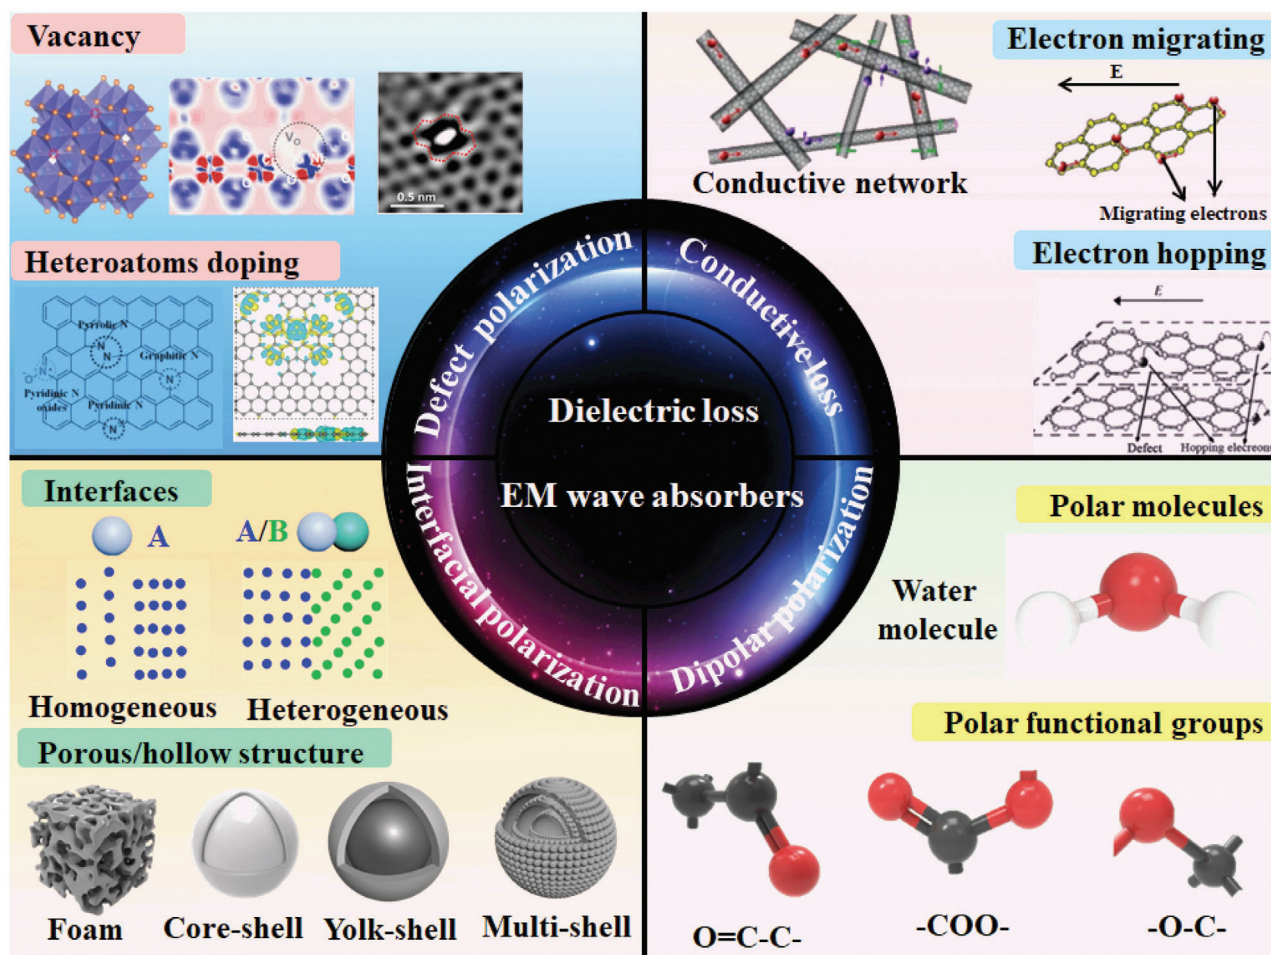 Vacancy
V_O
0.5 nm
Heteroatoms doping
Pyrrolic N
N
N
Graphitic N
N
O
N
Pyridinic N
oxides
Pyridinic N
N
Electron migrating
E
Conductive network
Migrating electrons
Electron hopping
E
Defect
Hopping elecreons
Defect polarization
Conductive loss
Interfacial polarization
Dipolar polarization
Dielectric loss
EM wave absorbers
Interfaces
A
A/B
Homogeneous
Heterogeneous
Porous/hollow structure
Foam
Core-shell
Yolk-shell
Multi-shell
Polar molecules
Water
molecule
Polar functional groups
O=C-C-
-COO-
-O-C-